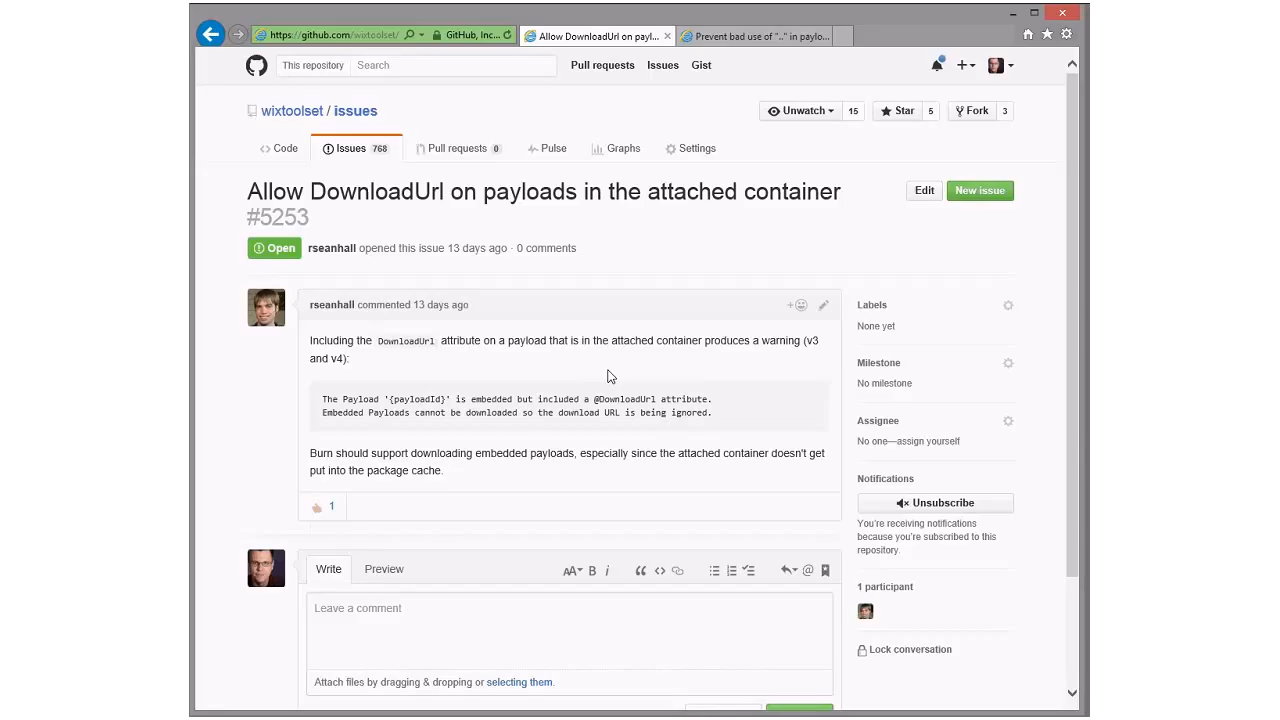 https://github.com/wixtoolset/
GitHub, Inc...
Allow DownloadUrl on payl...
Prevent bad use of ".." in paylo...
This repository
Search
Pull requests
Issues
Gist
wixtoolset / issues
Unwatch 15
Star 5
Fork 3
Code
Issues 768
Pull requests 0
Pulse
Graphs
Settings
Allow DownloadUrl on payloads in the attached container
#5253
Edit
New issue
Open
rseanhall opened this issue 13 days ago · 0 comments
rseanhall commented 13 days ago
Including the DownloadUrl attribute on a payload that is in the attached container produces a warning (v3
and v4):
The Payload '{payloadId}' is embedded but included a @DownloadUrl attribute.
Embedded Payloads cannot be downloaded so the download URL is being ignored.
Burn should support downloading embedded payloads, especially since the attached container doesn't get
put into the package cache.
1
Labels
None yet
Milestone
No milestone
Assignee
No one—assign yourself
Notifications
Unsubscribe
You're receiving notifications
because you're subscribed to this
repository.
1 participant
Lock conversation
Write
Preview
AA B i
Leave a comment
Attach files by dragging & dropping or selecting them.